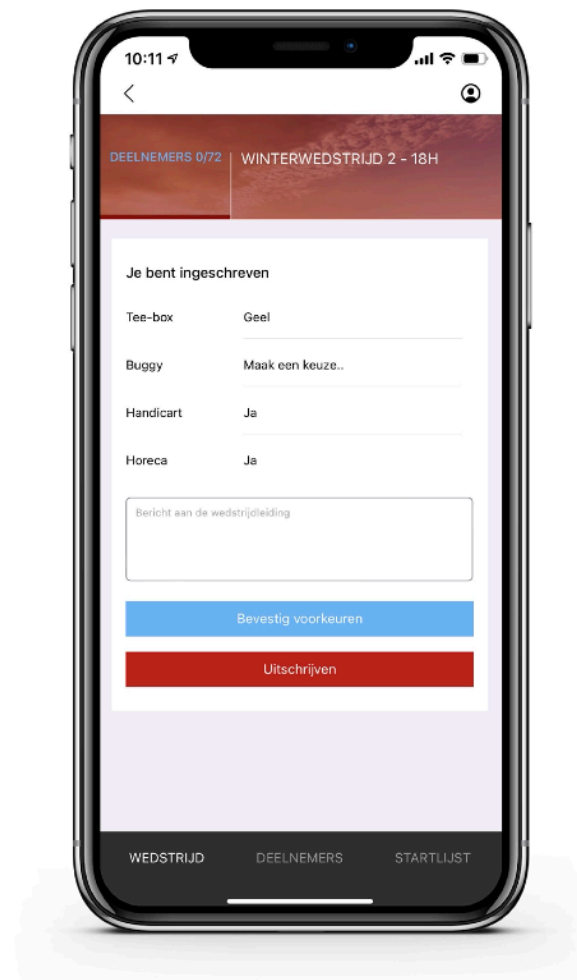 10:11
DEELNEMERS 0/72
WINTERWEDSTRIJD 2 - 18H
Je bent ingeschreven
Tee-box Geel
Buggy Maak een keuze..
Handicart Ja
Horeca Ja
Bericht aan de wedstrijdleiding
Bevestig voorkeuren
Uitschrijven
WEDSTRIJD DEELNEMERS STARTLIJST